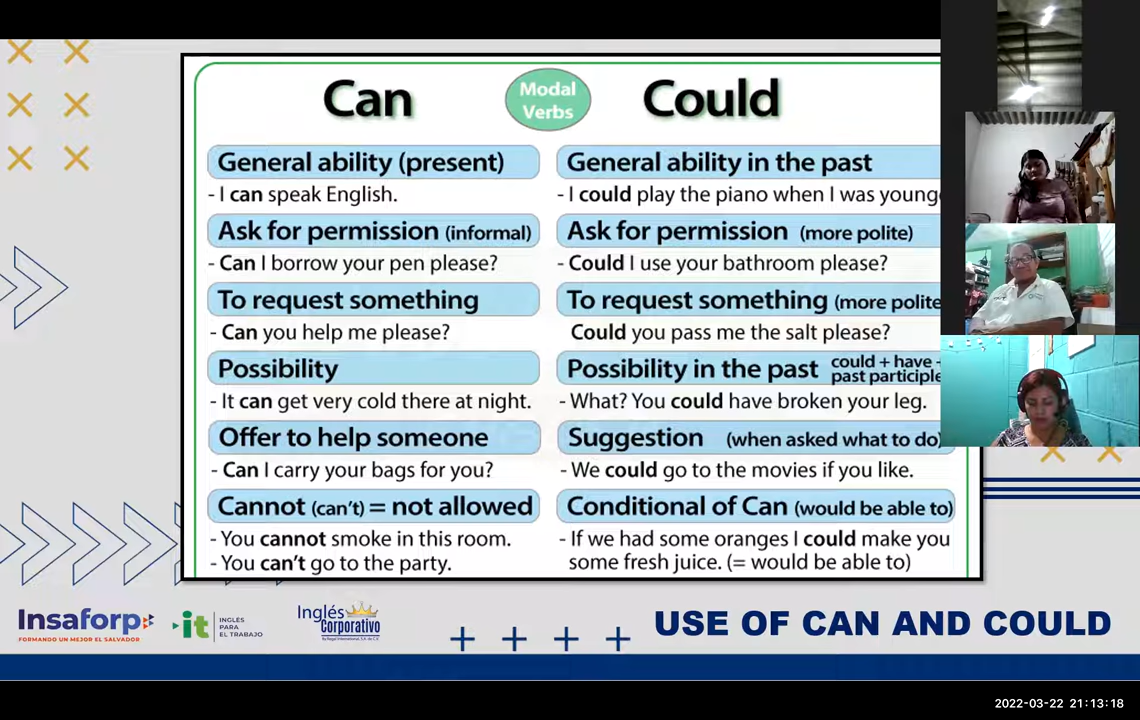 Can
Modal
Verbs
Could
General ability (present)
- I can speak English.
Ask for permission (informal)
- Can I borrow your pen please?
To request something
- Can you help me please?
Possibility
- It can get very cold there at night.
Offer to help someone
- Can I carry your bags for you?
Cannot (can't) = not allowed
- You cannot smoke in this room.
- You can't go to the party.
General ability in the past
- I could play the piano when I was young
Ask for permission (more polite)
- Could I use your bathroom please?
To request something (more polite
Could you pass me the salt please?
Possibility in the past could + have
past participle
- What? You could have broken your leg.
Suggestion (when asked what to do)
- We could go to the movies if you like.
Conditional of Can (would be able to)
- If we had some oranges I could make you
some fresh juice. (= would be able to)
Insaforp
FORMANDO UN MEJOR EL SALVADOR
it
INGLÉS
PARA
EL TRABAJO
Inglés
Corporativo
By Regal International, S.A. de C.V.
USE OF CAN AND COULD
2022-03-22 21:13:18